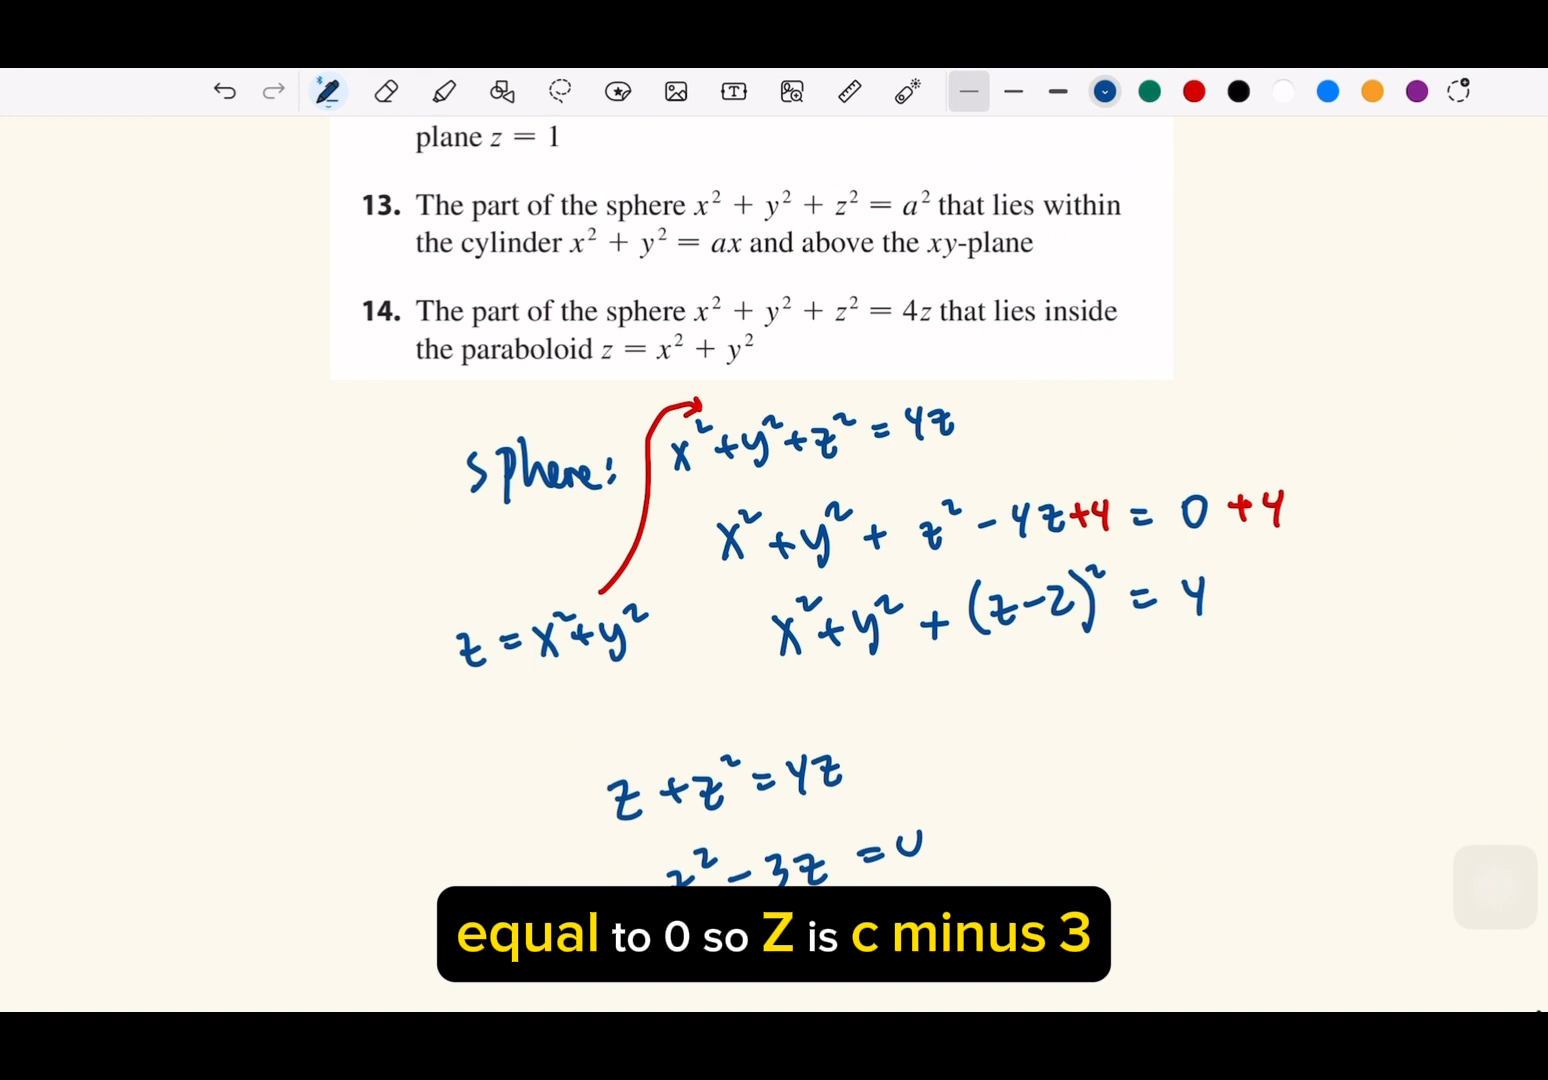 plane z = 1
13. The part of the sphere x² + y² + z² = a² that lies within
the cylinder x² + y² = ax and above the xy-plane
14. The part of the sphere x² + y² + z² = 4z that lies inside
the paraboloid z = x² + y²
Sphere: x² + y² + z² = 4z
x² + y² + z² - 4z + 4 = 0 + 4
z = x² + y²
x² + y² + (z-2)² = 4
z + z² = 4z
z² - 3z = 0
equal to 0 so Z is c minus 3